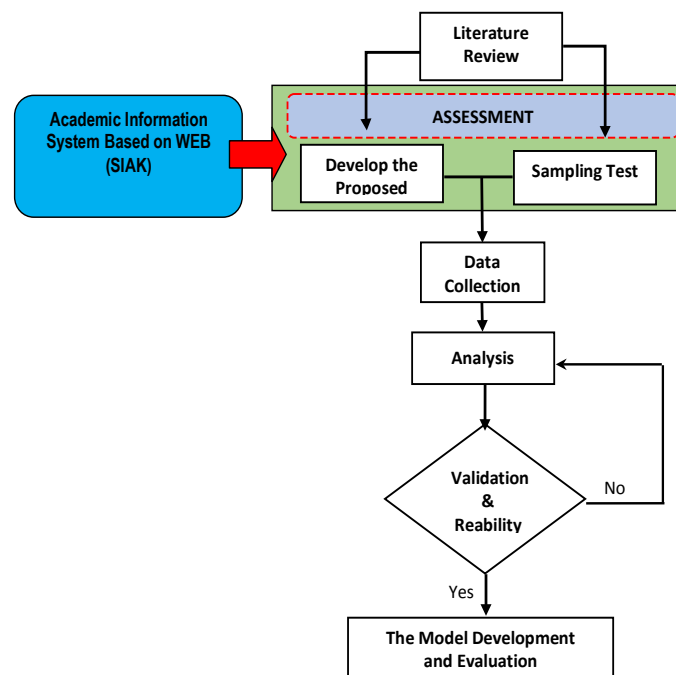 Literature
Review
Academic Information
System Based on WEB
(SIAK)
ASSESSMENT
Develop the
Proposed
Sampling Test
Data
Collection
Analysis
Validation
&
Reability
No
Yes
The Model Development
and Evaluation